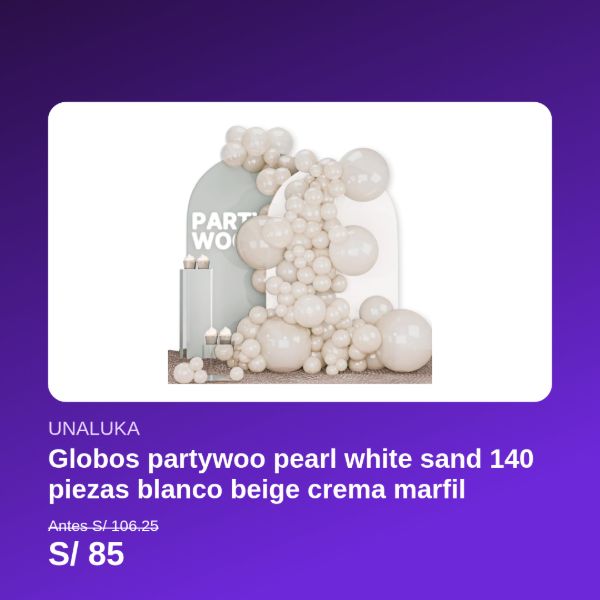 PARTY
WOO
UNALUKA
Globos partywoo pearl white sand 140
piezas blanco beige crema marfil
Antes S/ 106.25
S/ 85